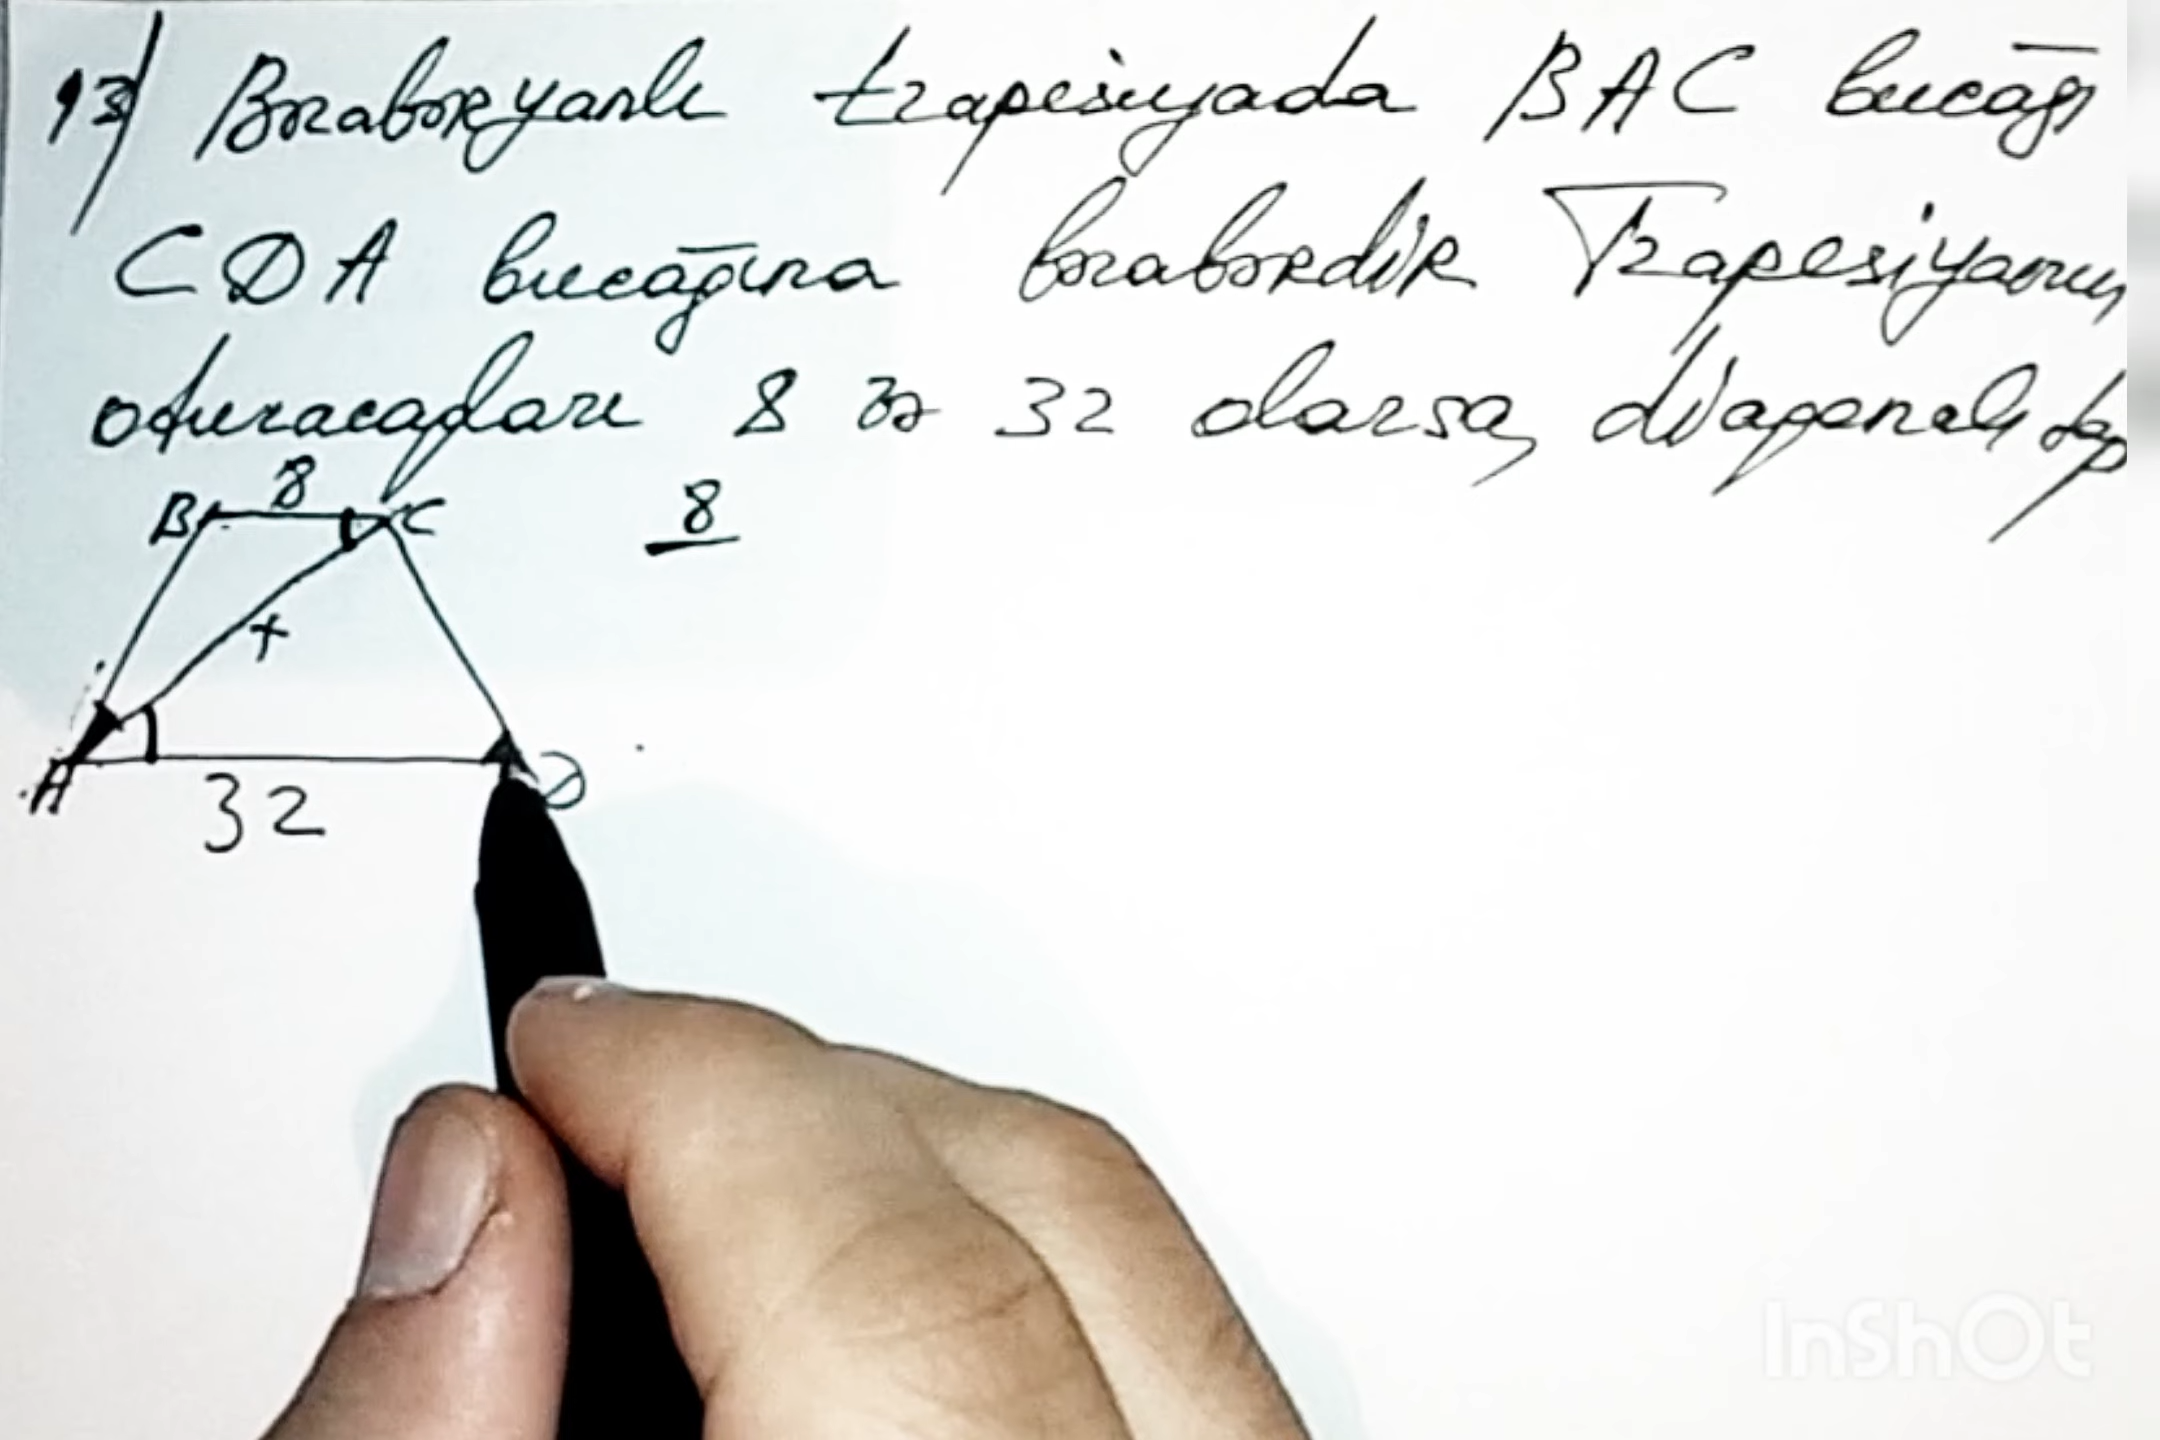 13) Bərabəryanlı trapesiyada BAC bucağı
CDA bucağına bərabərdir Trapesiyanın
oturacaqları 8 və 32 olarsa, diaqonalı tap
B 8 C
8
x
A 32 D
InShOt